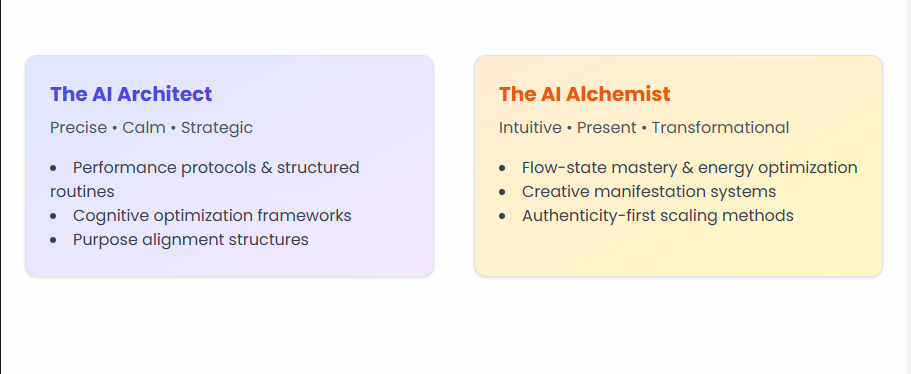 The AI Architect
Precise • Calm • Strategic
• Performance protocols & structured
routines
• Cognitive optimization frameworks
• Purpose alignment structures
The AI Alchemist
Intuitive • Present • Transformational
• Flow-state mastery & energy optimization
• Creative manifestation systems
• Authenticity-first scaling methods